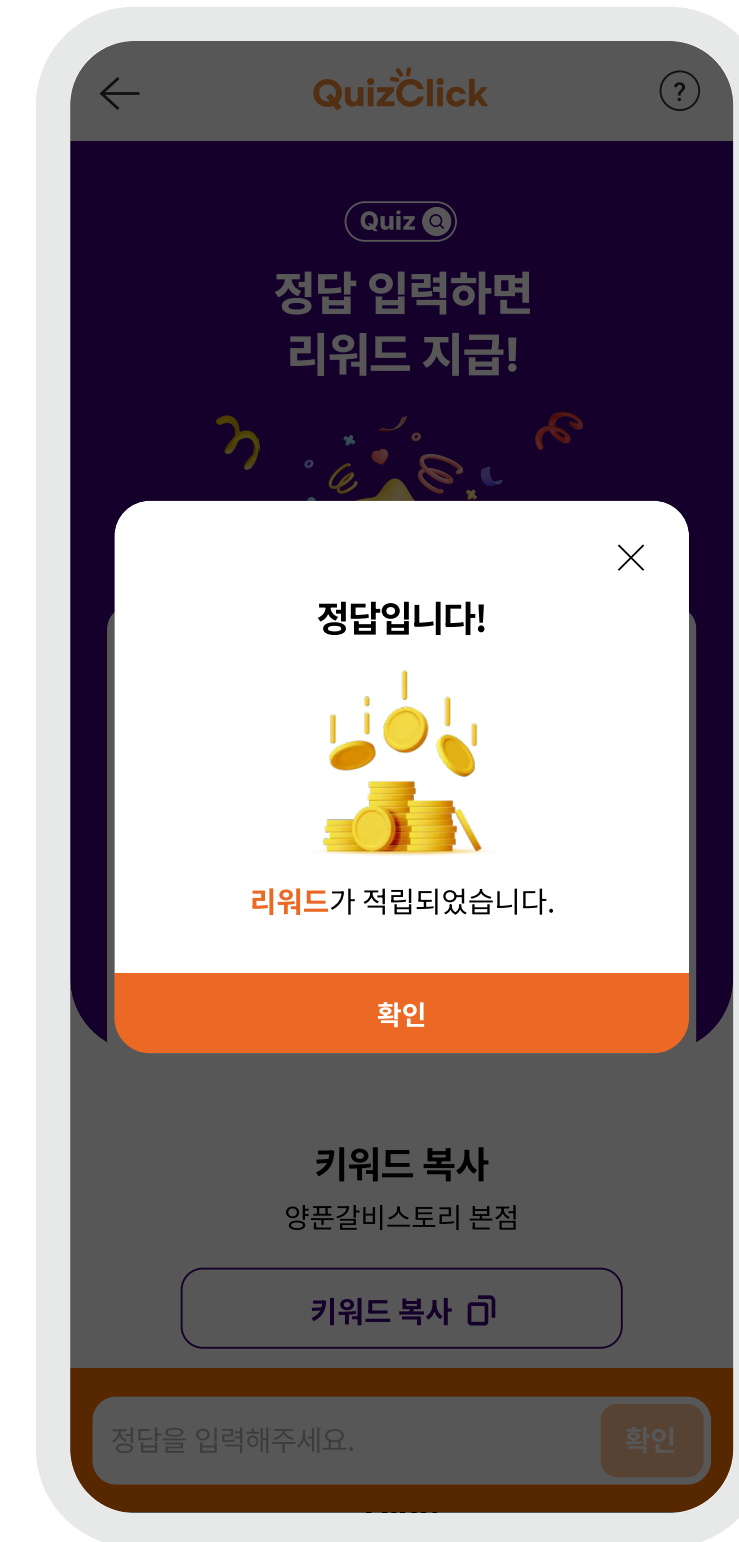 QuizClick
?
Quiz
정답 입력하면
리워드 지급!
정답입니다!
리워드가 적립되었습니다.
확인
키워드 복사
양푼갈비스토리 본점
키워드 복사
정답을 입력해주세요.
확인